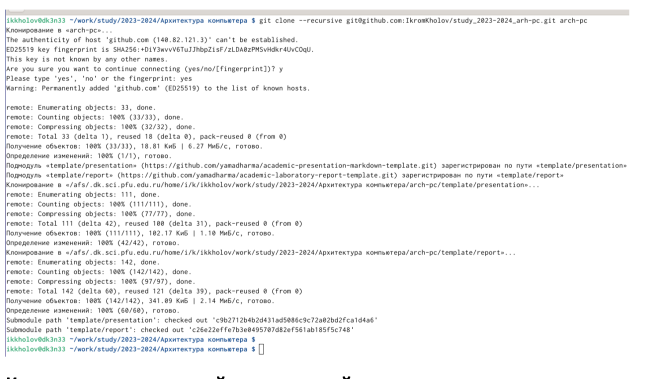 ikkholov@dk3n33 ~/work/study/2023-2024/Архитектура компьютера $ git clone --recursive git@github.com:IkromKholov/study_2023-2024_arh-pc.git arch-pc
Клонирование в «arch-pc»...
The authenticity of host 'github.com (140.82.121.3)' can't be established.
ED25519 key fingerprint is SHA256:+DiY3wvvV6TuJJhbpZisF/zLDA0zPMSvHdkr4UvCOqU.
This key is not known by any other names.
Are you sure you want to continue connecting (yes/no/[fingerprint])? y
Please type 'yes', 'no' or the fingerprint: yes
Warning: Permanently added 'github.com' (ED25519) to the list of known hosts.
remote: Enumerating objects: 33, done.
remote: Counting objects: 100% (33/33), done.
remote: Compressing objects: 100% (32/32), done.
remote: Total 33 (delta 1), reused 18 (delta 0), pack-reused 0 (from 0)
Получение объектов: 100% (33/33), 18.81 КиБ | 6.27 МиБ/с, готово.
Определение изменений: 100% (1/1), готово.
Подмодуль «template/presentation» (https://github.com/yamadharma/academic-presentation-markdown-template.git) зарегистрирован по пути «template/presentation»
Подмодуль «template/report» (https://github.com/yamadharma/academic-laboratory-report-template.git) зарегистрирован по пути «template/report»
Клонирование в «/afs/.dk.sci.pfu.edu.ru/home/i/k/ikkholov/work/study/2023-2024/Архитектура компьютера/arch-pc/template/presentation»...
remote: Enumerating objects: 111, done.
remote: Counting objects: 100% (111/111), done.
remote: Compressing objects: 100% (77/77), done.
remote: Total 111 (delta 42), reused 100 (delta 31), pack-reused 0 (from 0)
Получение объектов: 100% (111/111), 102.17 КиБ | 1.10 МиБ/с, готово.
Определение изменений: 100% (42/42), готово.
Клонирование в «/afs/.dk.sci.pfu.edu.ru/home/i/k/ikkholov/work/study/2023-2024/Архитектура компьютера/arch-pc/template/report»...
remote: Enumerating objects: 142, done.
remote: Counting objects: 100% (142/142), done.
remote: Compressing objects: 100% (97/97), done.
remote: Total 142 (delta 60), reused 121 (delta 39), pack-reused 0 (from 0)
Получение объектов: 100% (142/142), 341.09 КиБ | 2.14 МиБ/с, готово.
Определение изменений: 100% (60/60), готово.
Submodule path 'template/presentation': checked out 'c9b2712b4b2d431ad5086c9c72a02bd2fca1d4a6'
Submodule path 'template/report': checked out 'c26e22effe7b3e0495707d82ef561ab185f5c748'
ikkholov@dk3n33 ~/work/study/2023-2024/Архитектура компьютера $
ikkholov@dk3n33 ~/work/study/2023-2024/Архитектура компьютера $